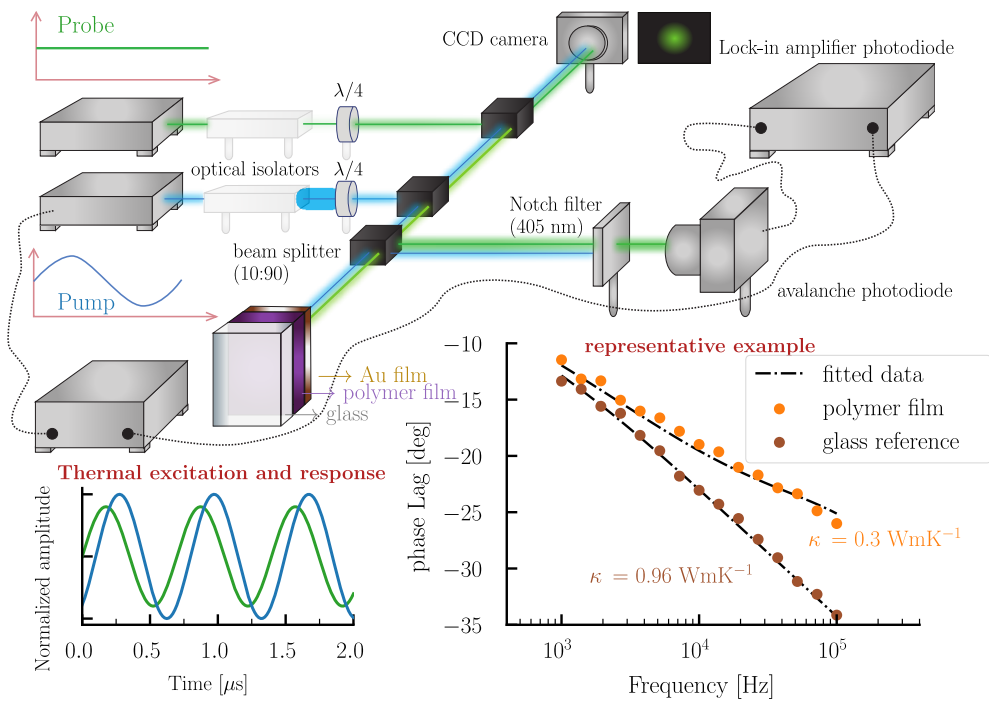 Probe
CCD camera
Lock-in amplifier photodiode
λ/4
optical isolators
λ/4
Notch filter
(405 nm)
beam splitter
(10:90)
Pump
avalanche photodiode
Au film
polymer film
glass
Thermal excitation and response
Normalized amplitude
0.0 0.5 1.0 1.5 2.0
Time [μs]
representative example
fitted data
polymer film
glass reference
phase Lag [deg]
−10
−15
−20
−25
−30
−35
κ = 0.3 WmK⁻¹
κ = 0.96 WmK⁻¹
10³ 10⁴ 10⁵
Frequency [Hz]